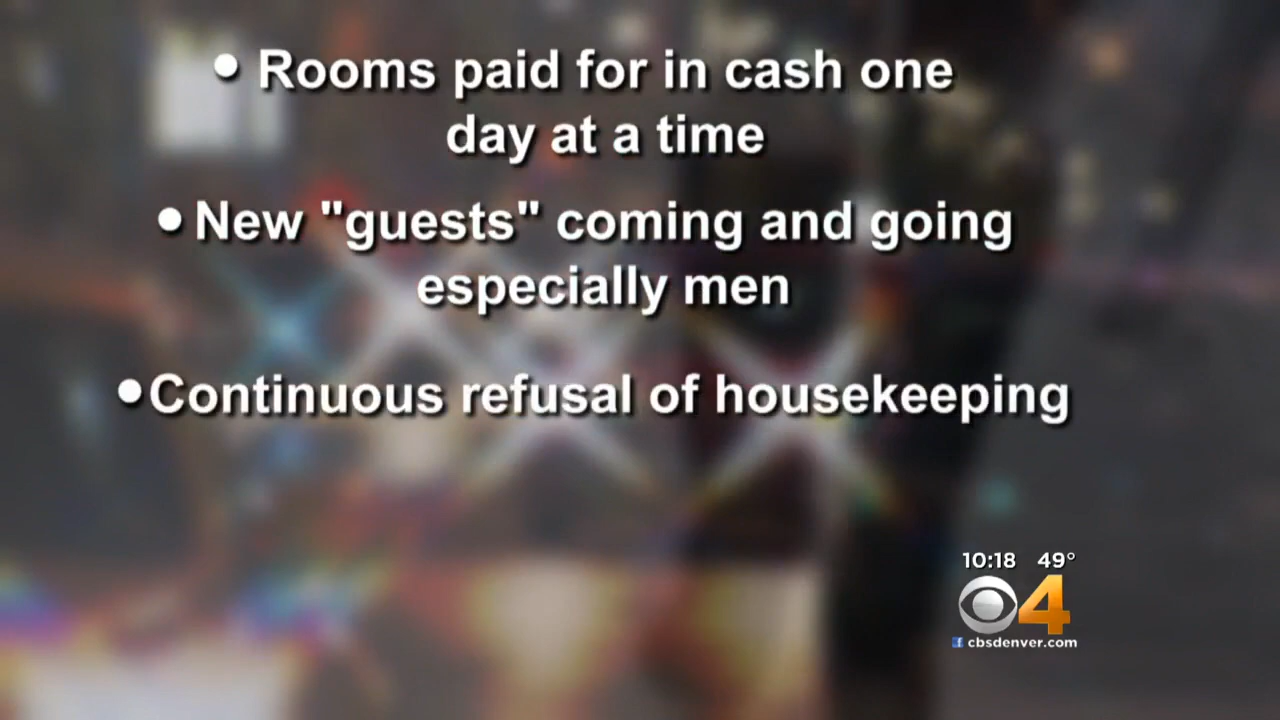 • Rooms paid for in cash one
day at a time
• New "guests" coming and going
especially men
•Continuous refusal of housekeeping
10:18 49°
4
f cbsdenver.com